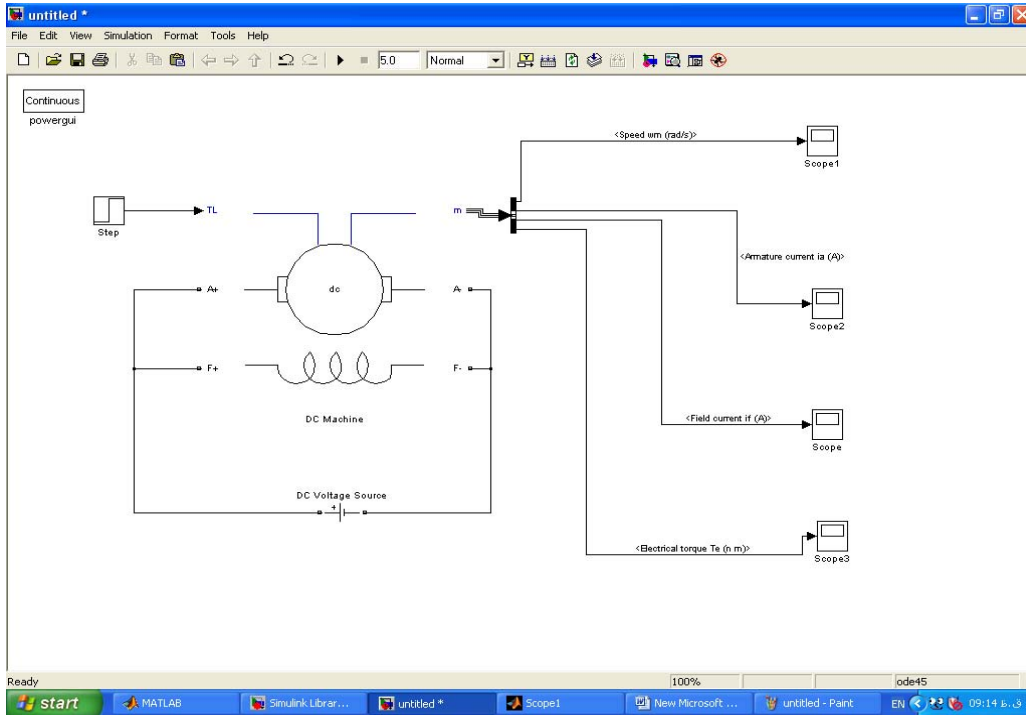 untitled *
File Edit View Simulation Format Tools Help
5.0 Normal
Continuous
powergui
<Speed wm (rad/s)>
Scope1
Step
TL
m
dc
A+
A-
<Armature current ia (A)>
Scope2
F+
F-
DC Machine
<Field current if (A)>
Scope
DC Voltage Source
+
<Electrical torque Te (n m)>
Scope3
Ready 100% ode45
start MATLAB Simulink Librar... untitled * Scope1 New Microsoft ... untitled - Paint EN 09:14 ق.ظ